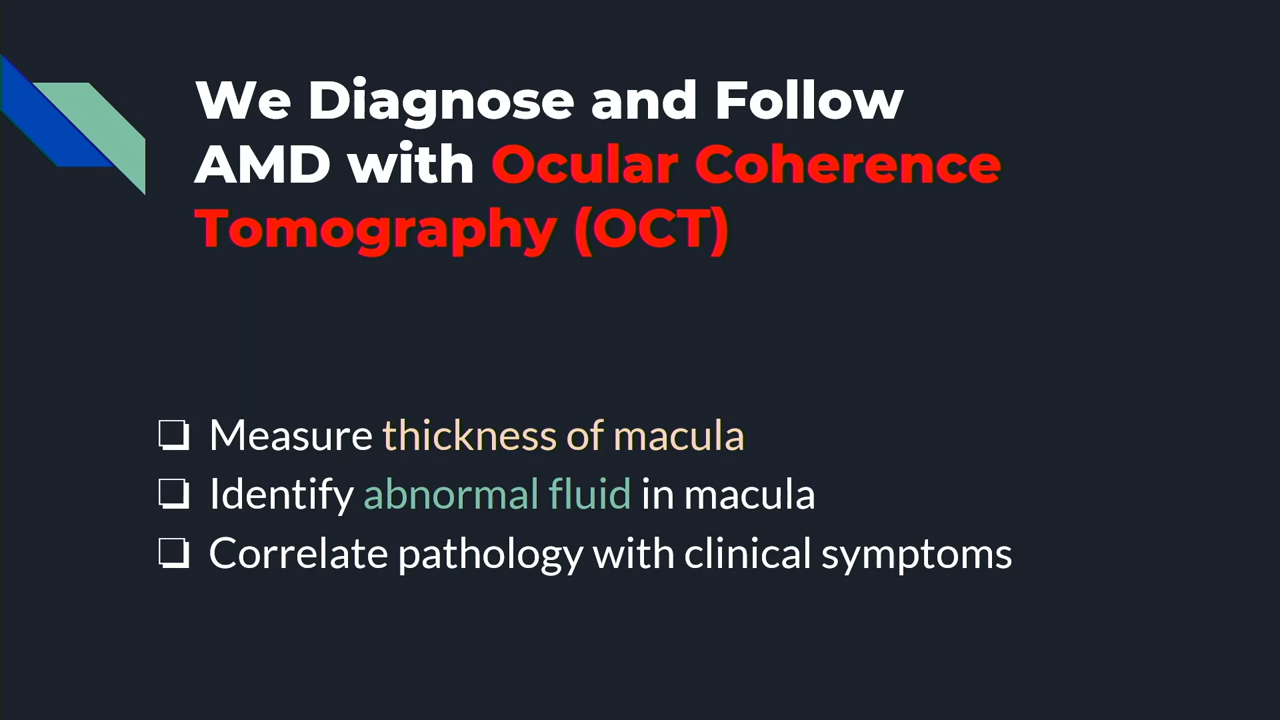 We Diagnose and Follow
AMD with Ocular Coherence
Tomography (OCT)
❏ Measure thickness of macula
❏ Identify abnormal fluid in macula
❏ Correlate pathology with clinical symptoms